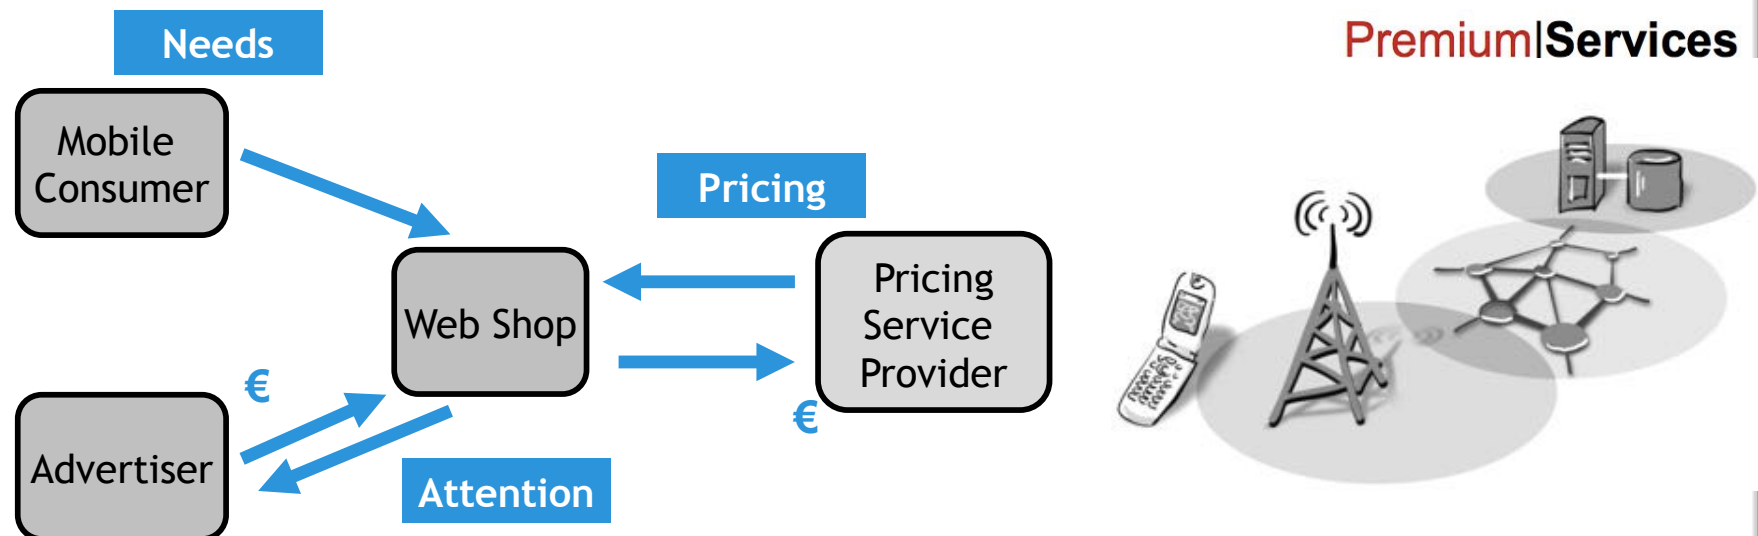 Needs
Premium|Services
Mobile
Consumer
Pricing
Web Shop
Pricing
Service
Provider
€
€
Advertiser
Attention